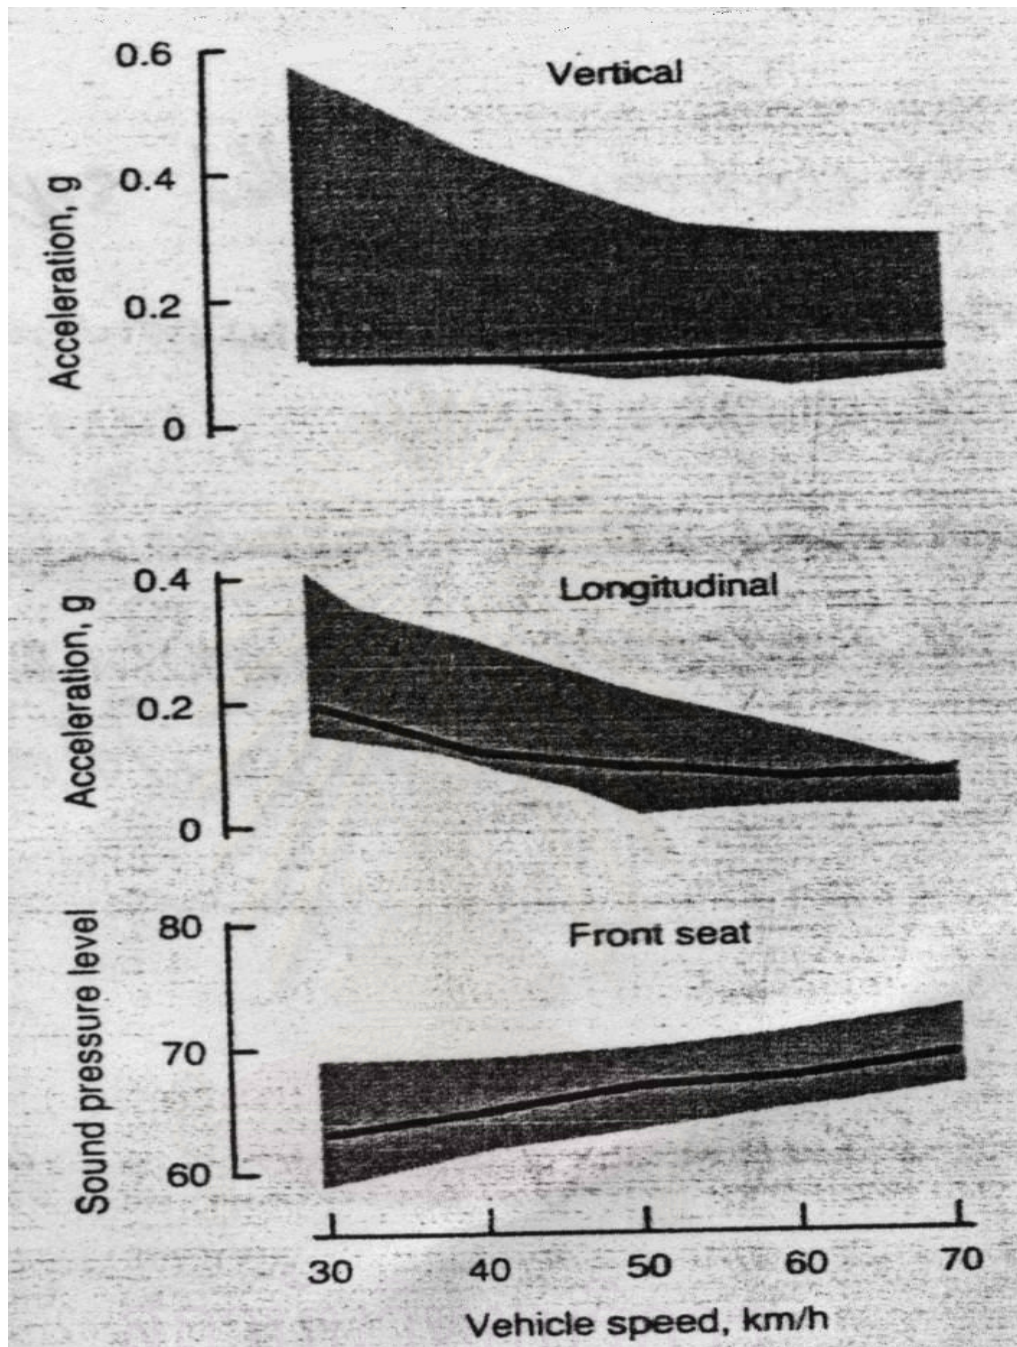 Vertical
0.6
0.4
0.2
0
Acceleration, g
Longitudinal
0.4
0.2
0
Acceleration, g
Front seat
80
70
60
Sound pressure level
30 40 50 60 70
Vehicle speed, km/h